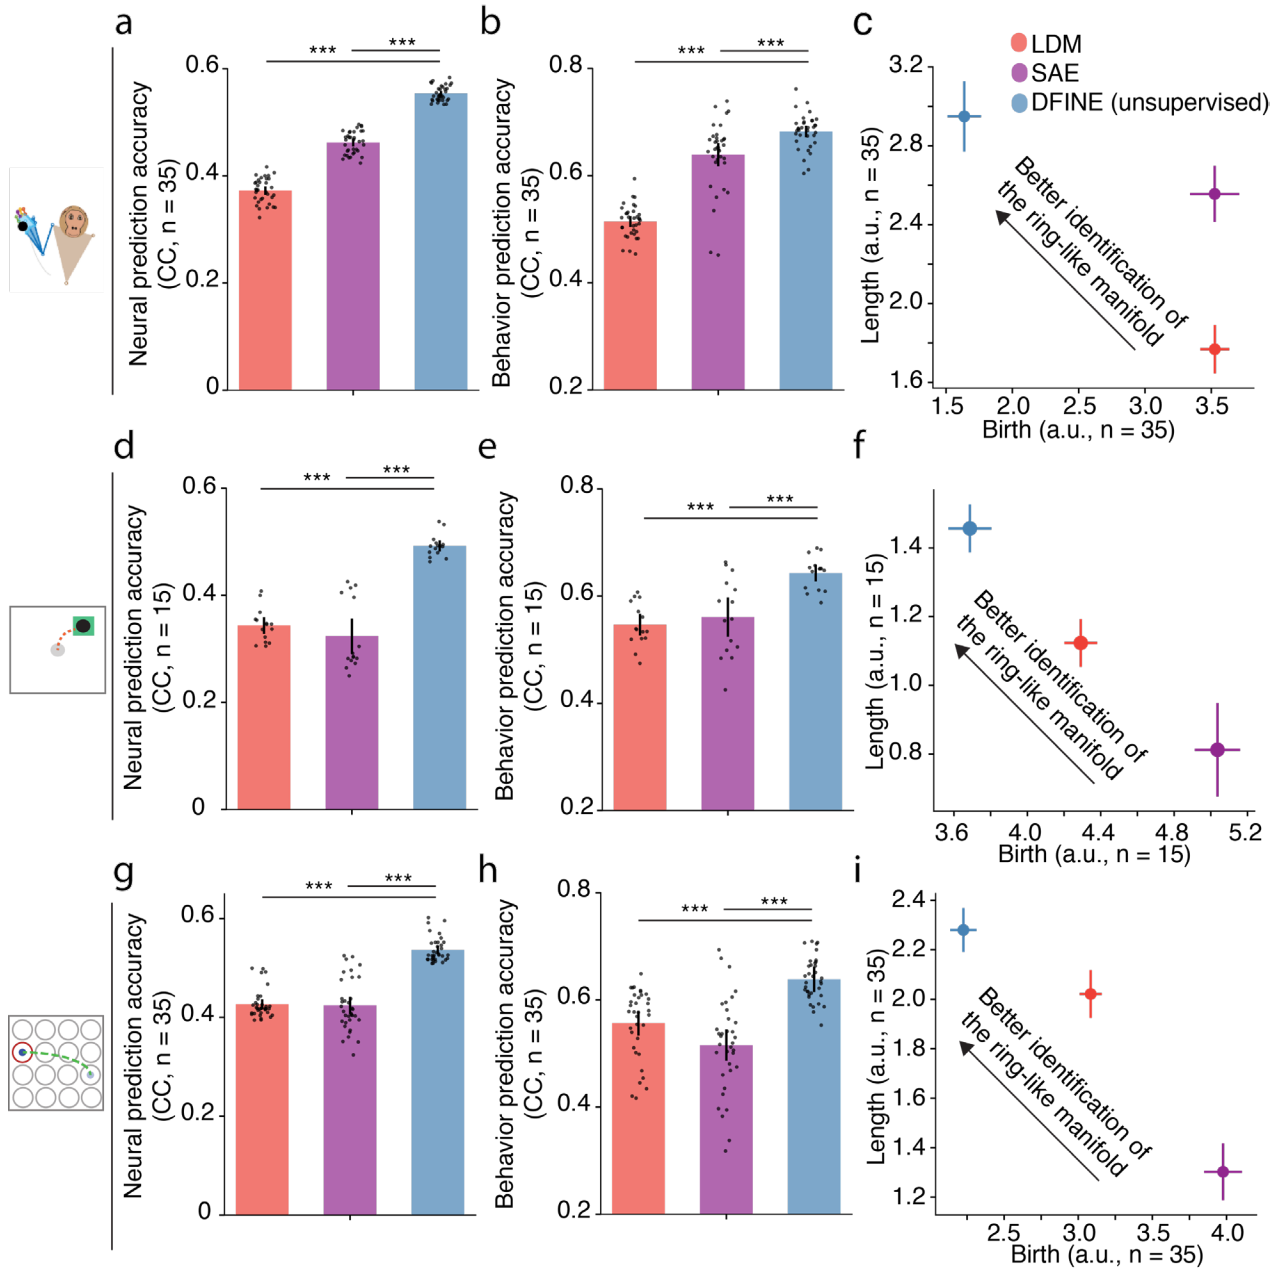 a
***
***
0.6
0.4
0.2
0
Neural prediction accuracy
(CC, n = 35)
b
***
***
0.8
0.6
0.4
0.2
Behavior prediction accuracy
(CC, n = 35)
c
LDM
SAE
DFINE (unsupervised)
3.2
2.8
2.4
2.0
1.6
Length (a.u., n = 35)
Better identification of
the ring-like manifold
1.5 2.0 2.5 3.0 3.5
Birth (a.u., n = 35)
d
***
***
0.6
0.4
0.2
0
Neural prediction accuracy
(CC, n = 15)
e
***
***
0.8
0.6
0.4
0.2
Behavior prediction accuracy
(CC, n = 15)
f
1.4
1.2
1.0
0.8
Length (a.u., n = 15)
Better identification of
the ring-like manifold
3.6 4.0 4.4 4.8 5.2
Birth (a.u., n = 15)
g
***
***
0.6
0.4
0.2
0
Neural prediction accuracy
(CC, n = 35)
h
***
***
0.8
0.6
0.4
0.2
Behavior prediction accuracy
(CC, n = 35)
i
2.4
2.2
2.0
1.8
1.6
1.4
1.2
Length (a.u., n = 35)
Better identification of
the ring-like manifold
2.5 3.0 3.5 4.0
Birth (a.u., n = 35)